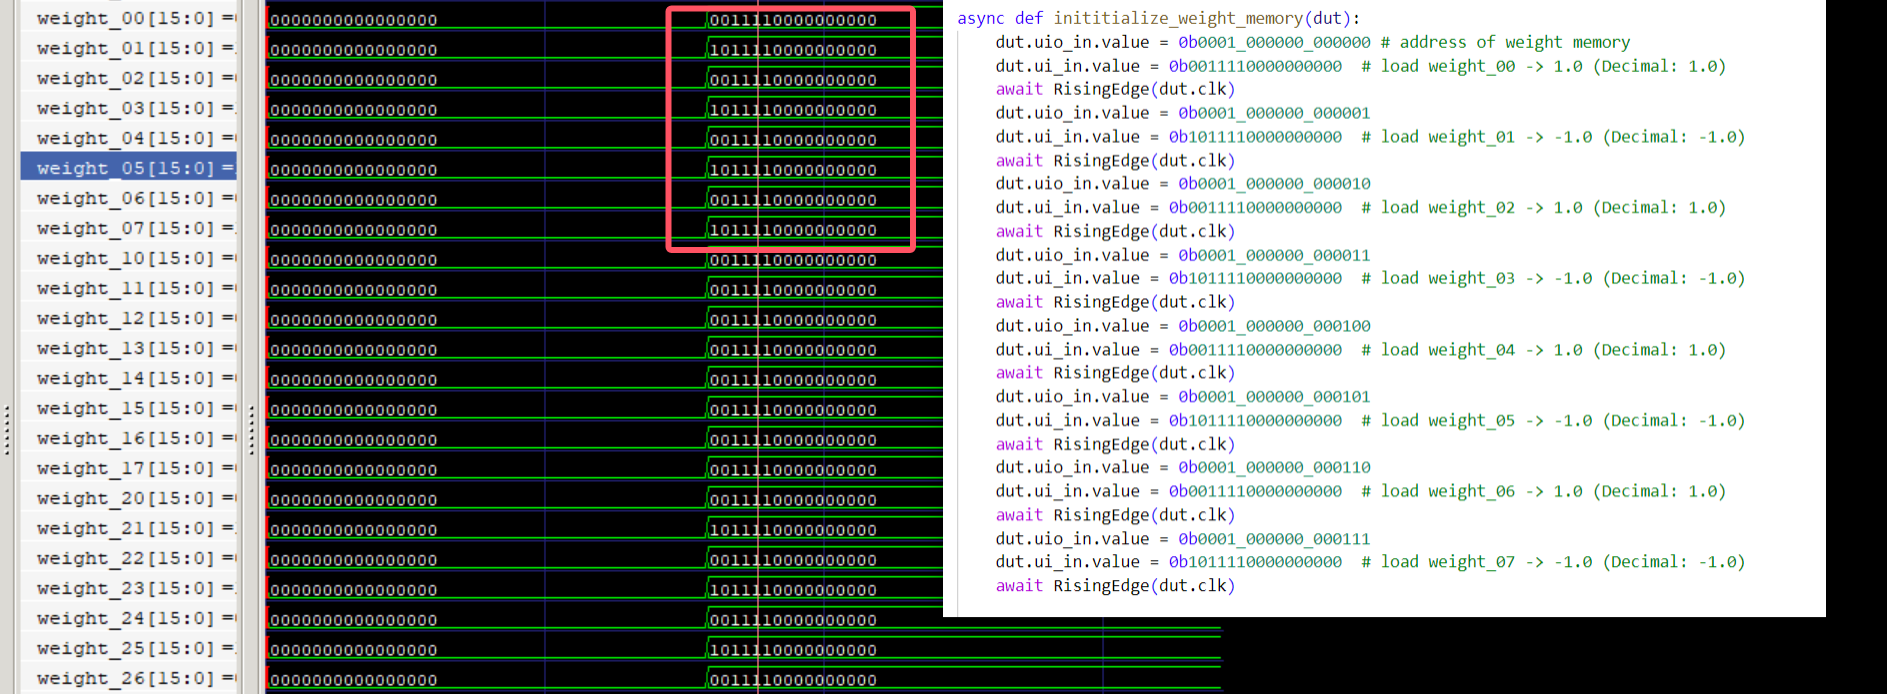 weight_00[15:0] = 0000000000000000 0011110000000000
weight_01[15:0] = 0000000000000000 1011110000000000
weight_02[15:0] = 0000000000000000 0011110000000000
weight_03[15:0] = 0000000000000000 1011110000000000
weight_04[15:0] = 0000000000000000 0011110000000000
weight_05[15:0] = 0000000000000000 1011110000000000
weight_06[15:0] = 0000000000000000 0011110000000000
weight_07[15:0] = 0000000000000000 1011110000000000
weight_10[15:0] = 0000000000000000 0011110000000000
weight_11[15:0] = 0000000000000000 0011110000000000
weight_12[15:0] = 0000000000000000 0011110000000000
weight_13[15:0] = 0000000000000000 0011110000000000
weight_14[15:0] = 0000000000000000 0011110000000000
weight_15[15:0] = 0000000000000000 0011110000000000
weight_16[15:0] = 0000000000000000 0011110000000000
weight_17[15:0] = 0000000000000000 0011110000000000
weight_20[15:0] = 0000000000000000 0011110000000000
weight_21[15:0] = 0000000000000000 1011110000000000
weight_22[15:0] = 0000000000000000 0011110000000000
weight_23[15:0] = 0000000000000000 1011110000000000
weight_24[15:0] = 0000000000000000 0011110000000000
weight_25[15:0] = 0000000000000000 1011110000000000
weight_26[15:0] = 0000000000000000 0011110000000000
async def inititialize_weight_memory(dut):
dut.uio_in.value = 0b0001_000000_000000 # address of weight memory
dut.ui_in.value = 0b0011110000000000 # load weight_00 -> 1.0 (Decimal: 1.0)
await RisingEdge(dut.clk)
dut.uio_in.value = 0b0001_000000_000001
dut.ui_in.value = 0b1011110000000000 # load weight_01 -> -1.0 (Decimal: -1.0)
await RisingEdge(dut.clk)
dut.uio_in.value = 0b0001_000000_000010
dut.ui_in.value = 0b0011110000000000 # load weight_02 -> 1.0 (Decimal: 1.0)
await RisingEdge(dut.clk)
dut.uio_in.value = 0b0001_000000_000011
dut.ui_in.value = 0b1011110000000000 # load weight_03 -> -1.0 (Decimal: -1.0)
await RisingEdge(dut.clk)
dut.uio_in.value = 0b0001_000000_000100
dut.ui_in.value = 0b0011110000000000 # load weight_04 -> 1.0 (Decimal: 1.0)
await RisingEdge(dut.clk)
dut.uio_in.value = 0b0001_000000_000101
dut.ui_in.value = 0b1011110000000000 # load weight_05 -> -1.0 (Decimal: -1.0)
await RisingEdge(dut.clk)
dut.uio_in.value = 0b0001_000000_000110
dut.ui_in.value = 0b0011110000000000 # load weight_06 -> 1.0 (Decimal: 1.0)
await RisingEdge(dut.clk)
dut.uio_in.value = 0b0001_000000_000111
dut.ui_in.value = 0b1011110000000000 # load weight_07 -> -1.0 (Decimal: -1.0)
await RisingEdge(dut.clk)